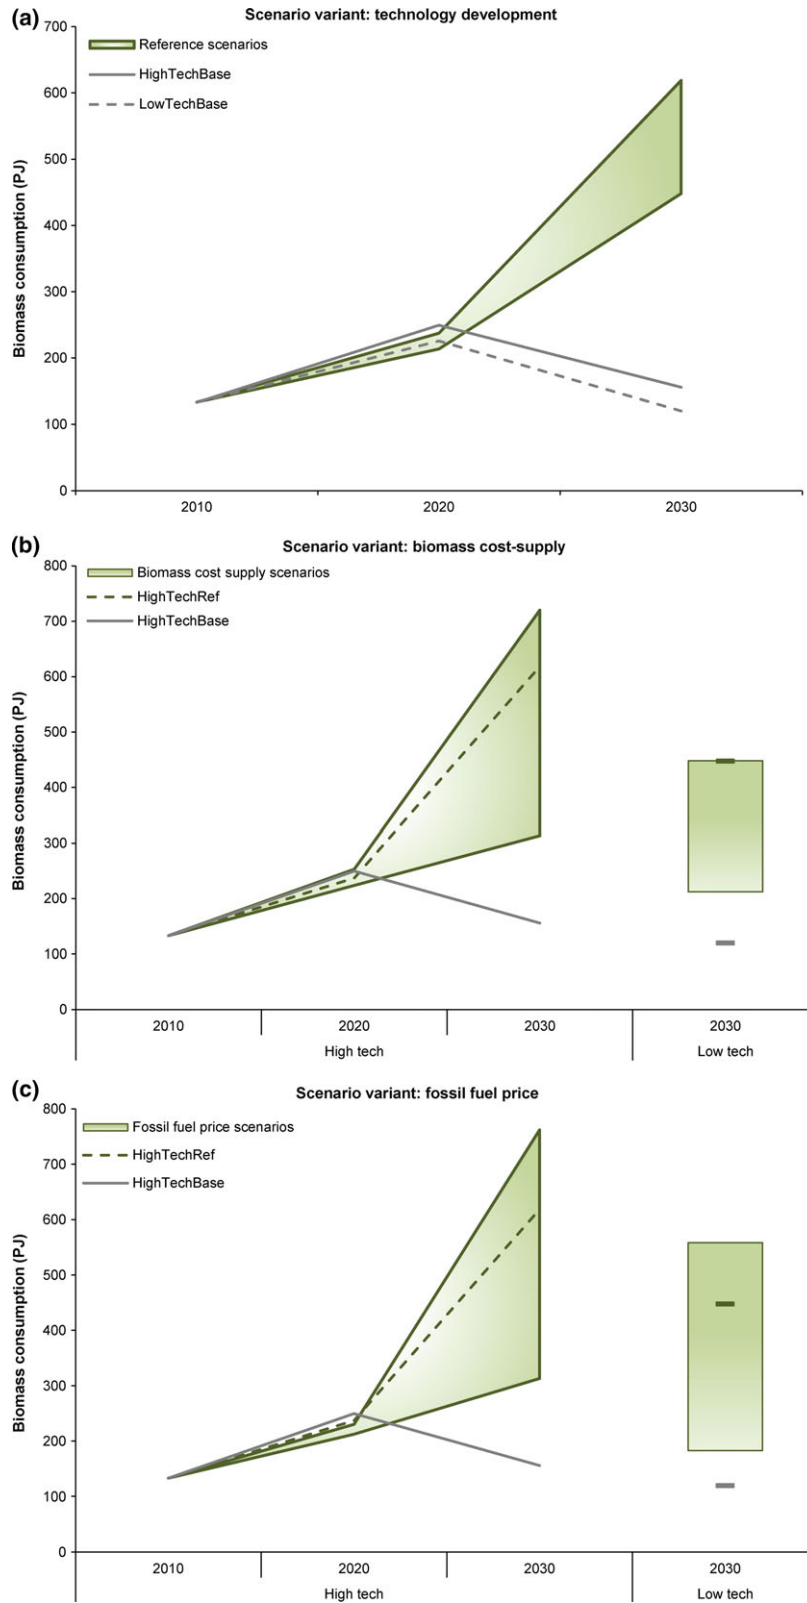 (a)
Scenario variant: technology development
700
600
500
400
300
200
100
0
Biomass consumption (PJ)
Reference scenarios
HighTechBase
LowTechBase
2010 2020 2030
(b)
Scenario variant: biomass cost-supply
800
700
600
500
400
300
200
100
0
Biomass consumption (PJ)
Biomass cost supply scenarios
HighTechRef
HighTechBase
2010 2020 2030 2030
High tech Low tech
(c)
Scenario variant: fossil fuel price
800
700
600
500
400
300
200
100
0
Biomass consumption (PJ)
Fossil fuel price scenarios
HighTechRef
HighTechBase
2010 2020 2030 2030
High tech Low tech